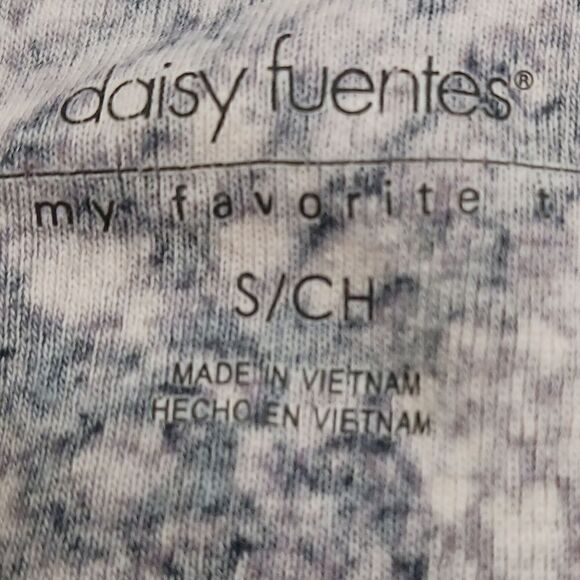 daisy fuentes®
my favorite t
S/CH
MADE IN VIETNAM
HECHO EN VIETNAM